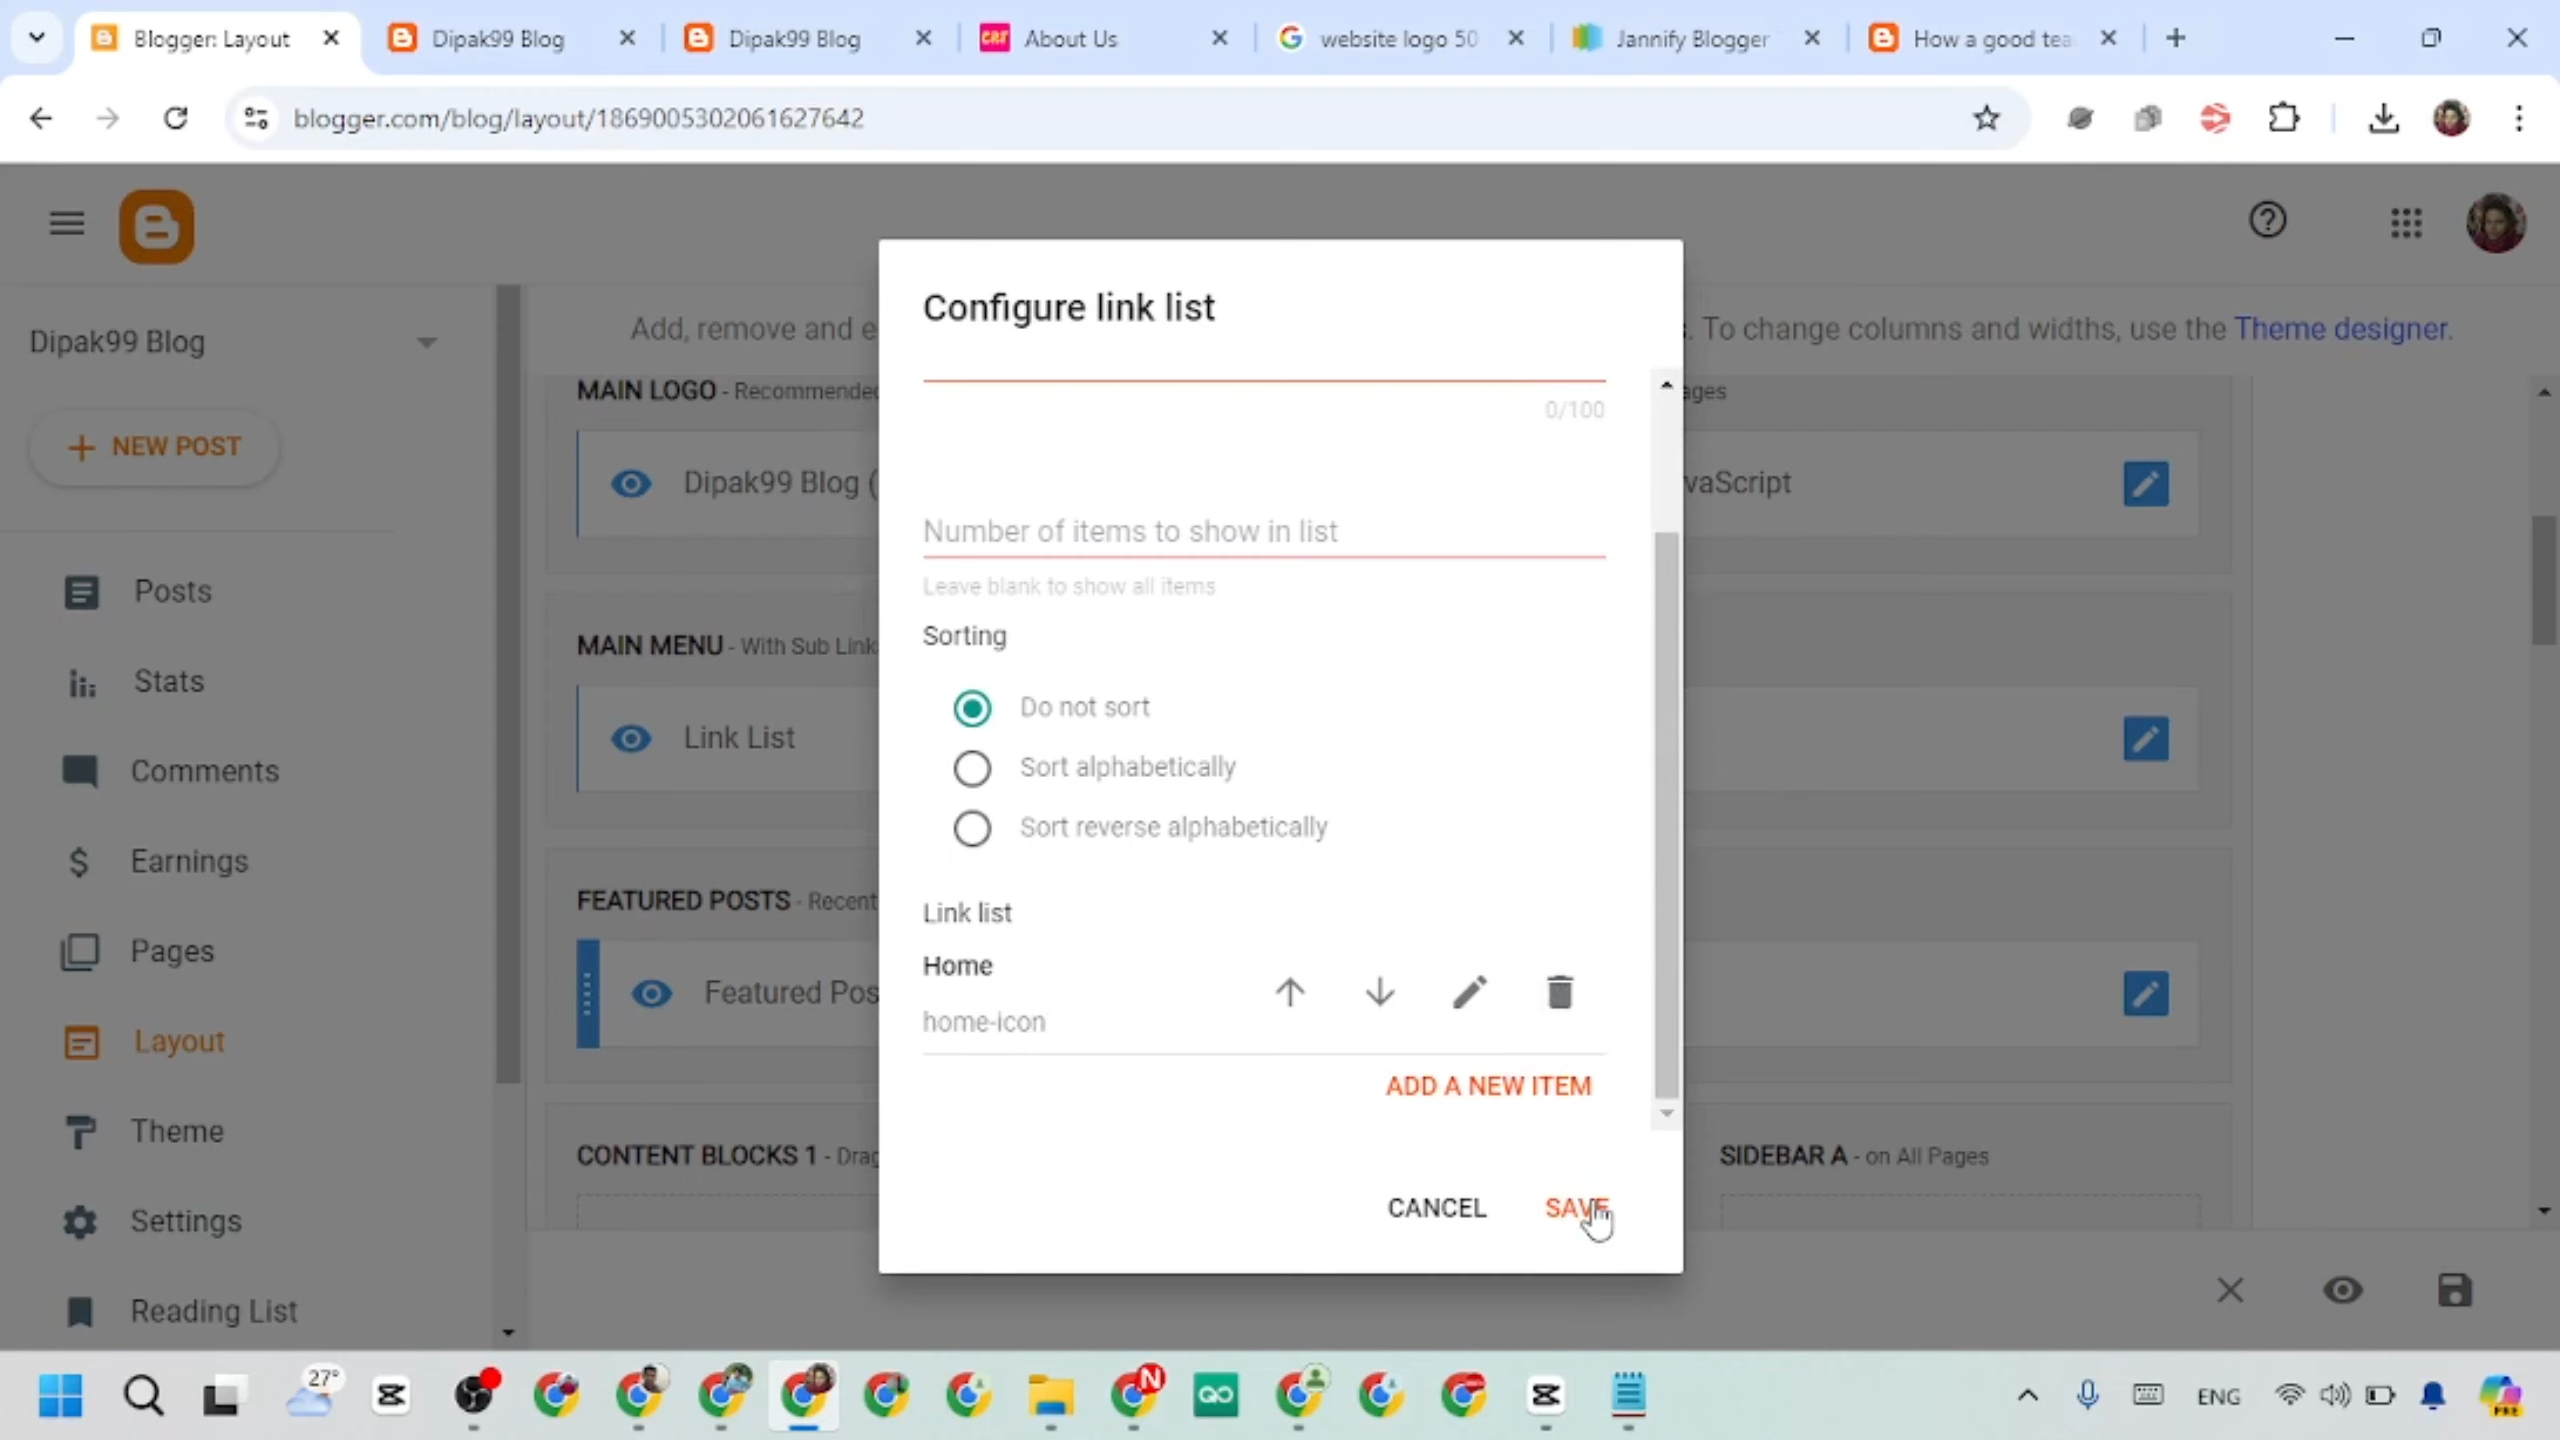 Blogger: Layout
Dipak99 Blog
Dipak99 Blog
CRF
About Us
website logo 50
Jannify Blogger
How a good tea
blogger.com/blog/layout/1869005302061627642
Dipak99 Blog
NEW POST
Posts
Stats
Comments
Earnings
Pages
Layout
Theme
Settings
Reading List
Add, remove and e
. To change columns and widths, use the Theme designer.
MAIN LOGO - Recommended
ages
Dipak99 Blog (
vaScript
MAIN MENU - With Sub Link
Link List
FEATURED POSTS - Recent
Featured Pos
CONTENT BLOCKS 1 - Drag
SIDEBAR A - on All Pages
Configure link list
0/100
Number of items to show in list
Leave blank to show all items
Sorting
Do not sort
Sort alphabetically
Sort reverse alphabetically
Link list
Home
home-icon
ADD A NEW ITEM
CANCEL
SAVE
27°
N
ENG
PRE